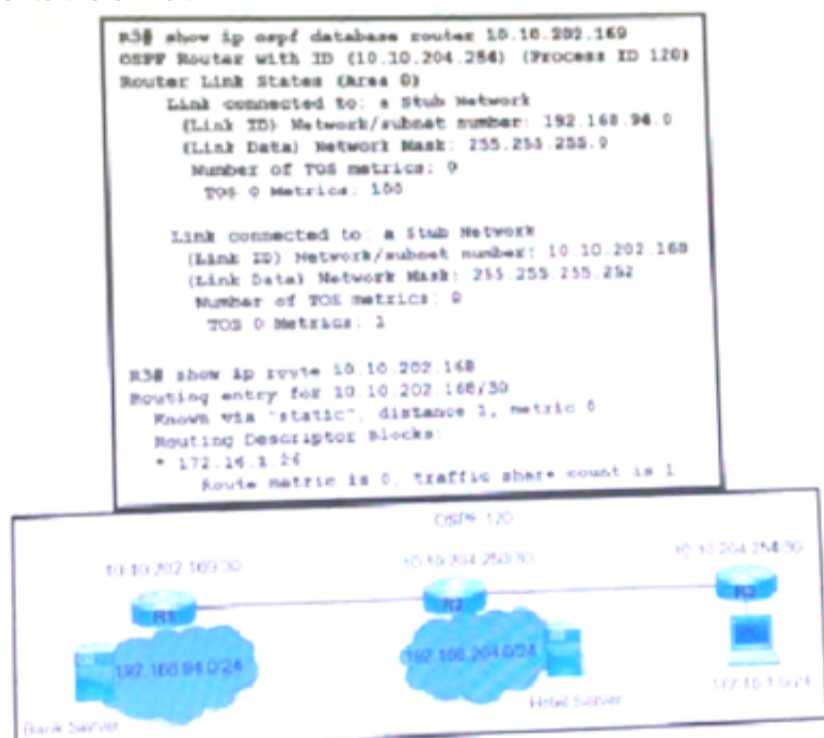 R3# show ip ospf database router 10.10.202.169
OSPF Router with ID (10.10.204.254) (Process ID 120)
Router Link States (Area 0)
Link connected to: a Stub Network
(Link ID) Network/subnet number: 192.168.94.0
(Link Data) Network Mask: 255.255.255.0
Number of TOS metrics: 0
TOS 0 Metrics: 100
Link connected to: a Stub Network
(Link ID) Network/subnet number: 10.10.202.168
(Link Data) Network Mask: 255.255.255.252
Number of TOS metrics: 0
TOS 0 Metrics: 1
R3# show ip route 10.10.202.168
Routing entry for 10.10.202.168/30
Known via "static", distance 1, metric 0
Routing Descriptor Blocks:
* 172.16.1.26
Route metric is 0, traffic share count is 1
OSPF 120
10.10.202.169/30
10.10.204.254/30
R1
R2
R3
192.168.94.0/24
192.168.204.0/24
172.16.1.0/24
Bank Server
Hotel Server